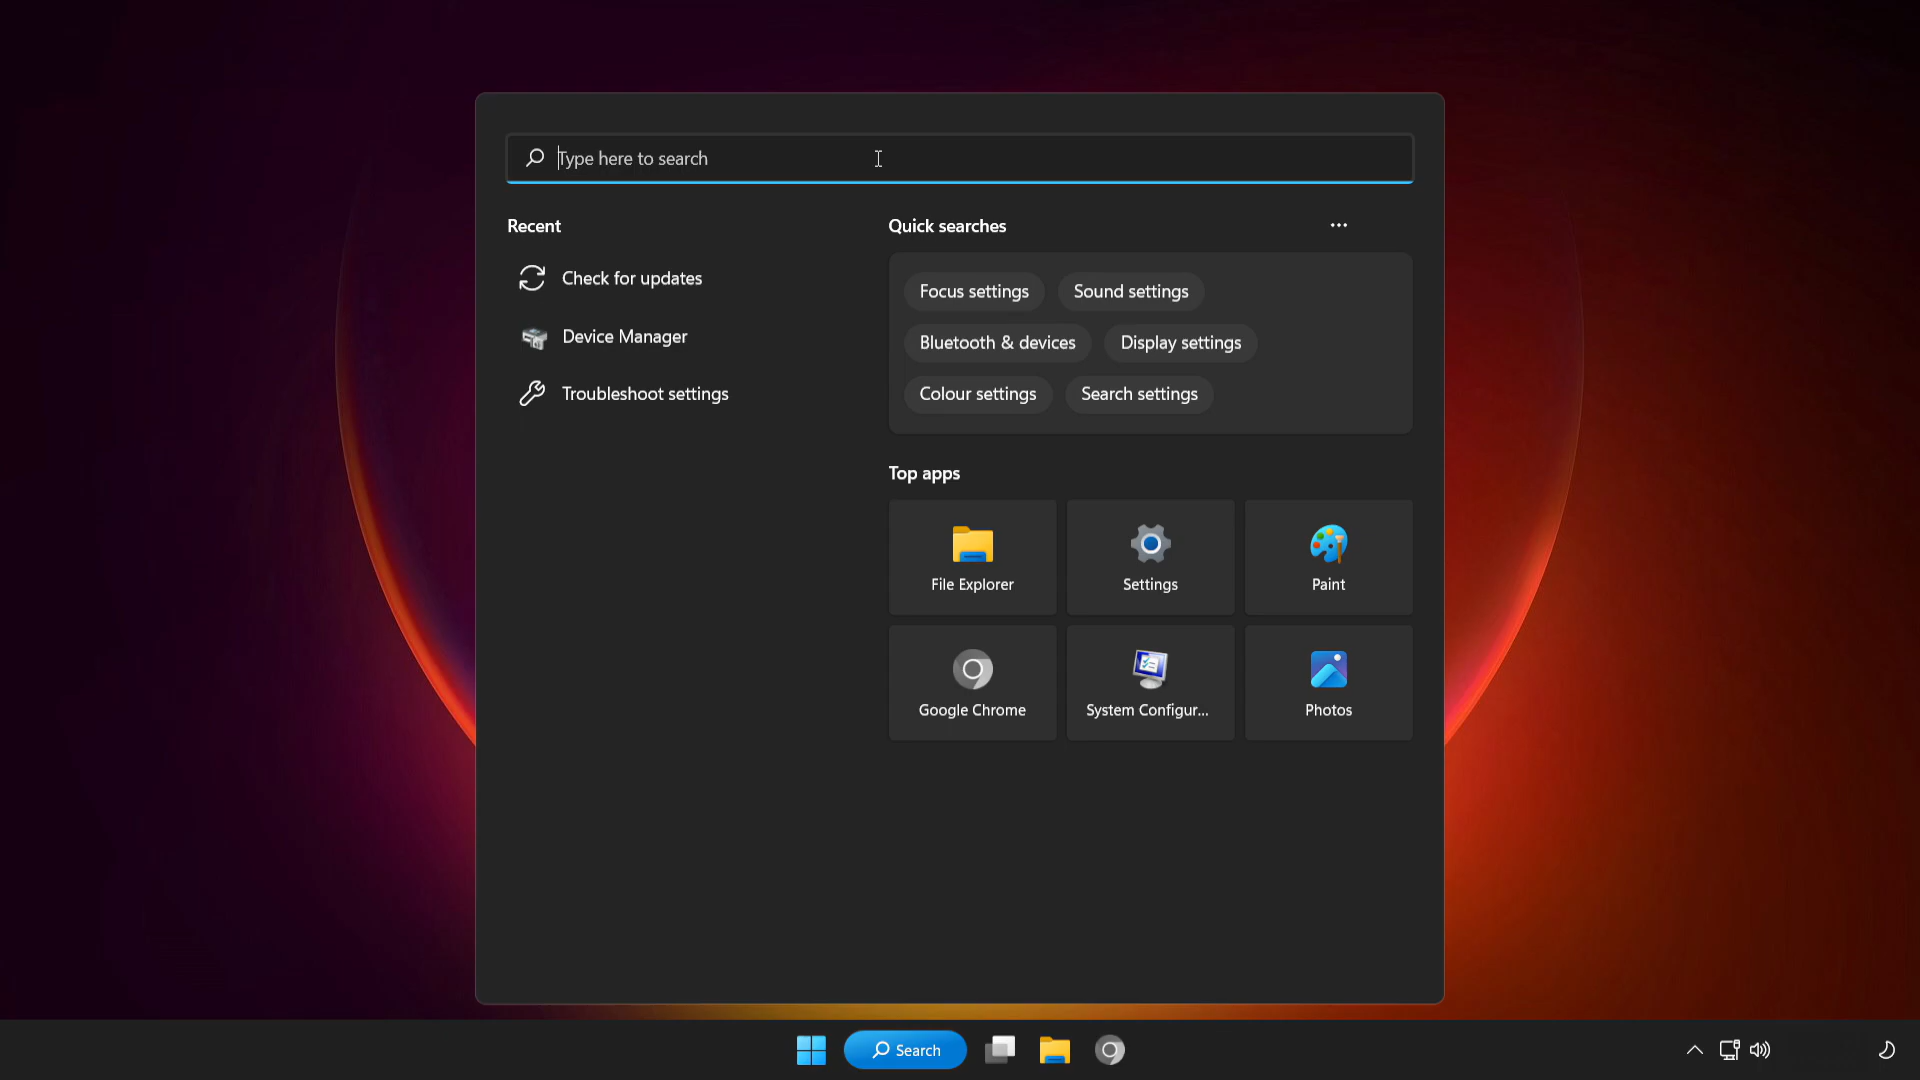 Type here to search
Recent
Quick searches
Check for updates
Device Manager
Troubleshoot settings
Focus settings
Sound settings
Bluetooth & devices
Display settings
Colour settings
Search settings
Top apps
File Explorer
Settings
Paint
Google Chrome
System Configur...
Photos
Search